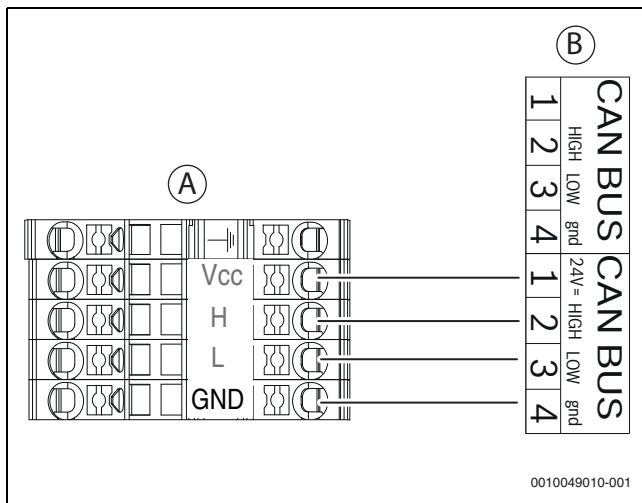 B
A
1
2 HIGH
3 LOW
4 gnd
CAN BUS
Vcc
H
L
GND
1 24V=
2 HIGH
3 LOW
4 gnd
CAN BUS
0010049010-001